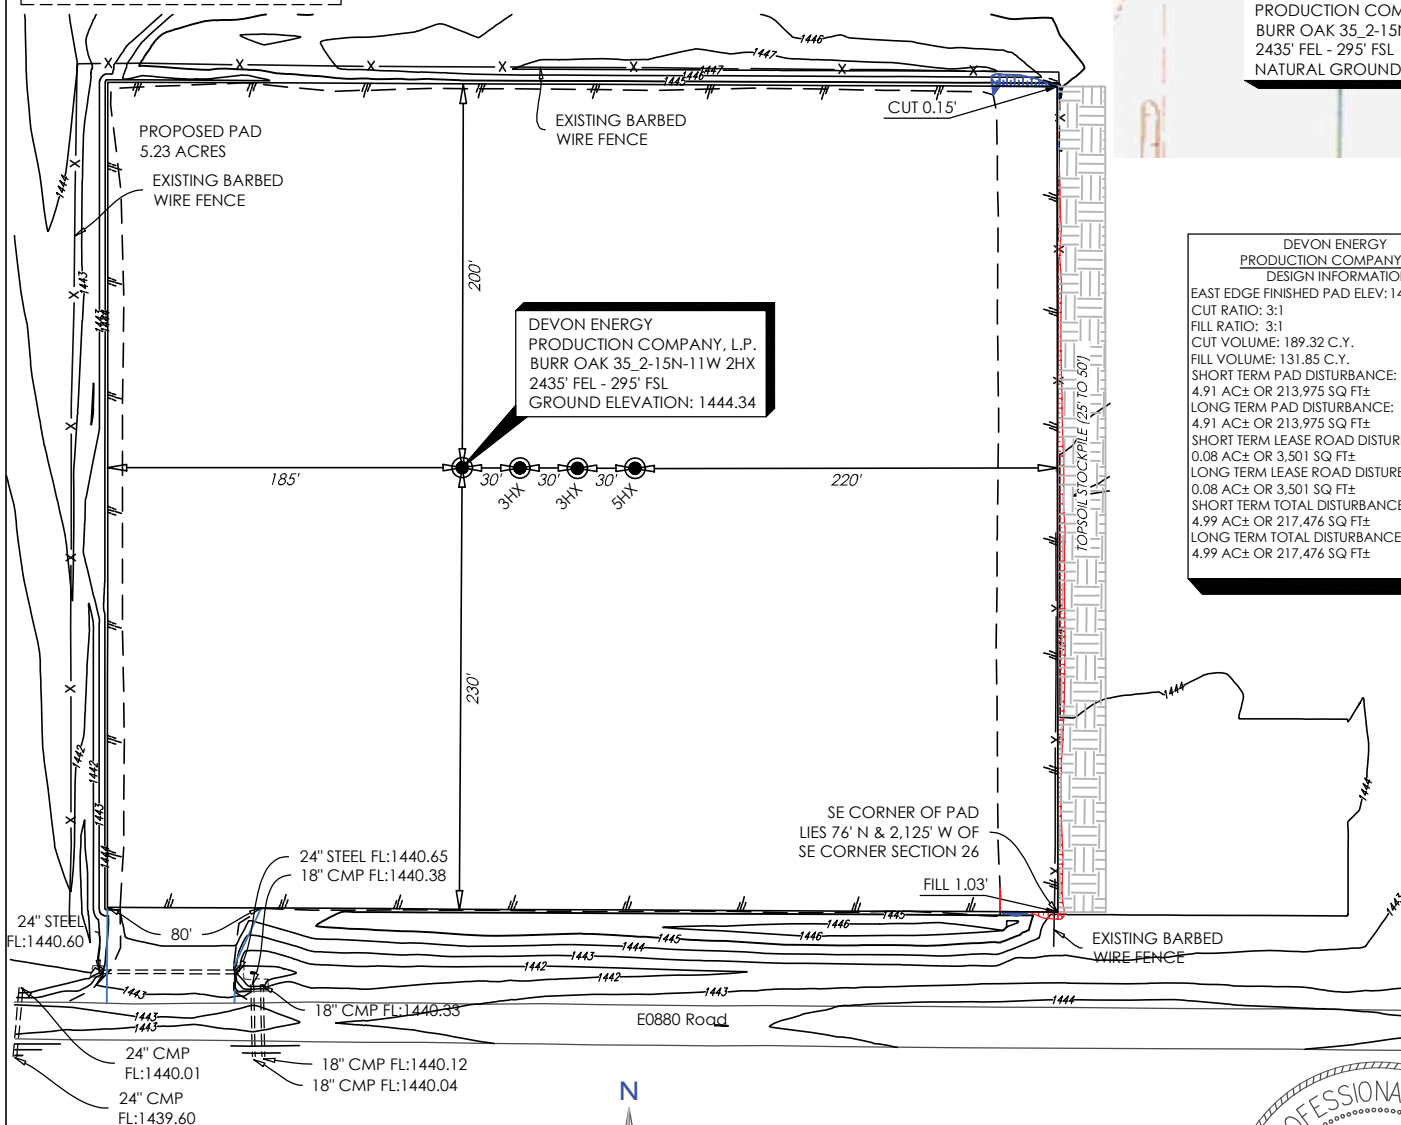 PRODUCTION COM
BURR OAK 35_2-15N
2435' FEL - 295' FSL
NATURAL GROUND
1446
1447
1447
1446
1445
CUT 0.15'
EXISTING BARBED
WIRE FENCE
PROPOSED PAD
5.23 ACRES
EXISTING BARBED
WIRE FENCE
1444
1443
1443
1444
200'
DEVON ENERGY
PRODUCTION COMPANY, L.P.
BURR OAK 35_2-15N-11W 2HX
2435' FEL - 295' FSL
GROUND ELEVATION: 1444.34
185'
30'
30'
30'
220'
3HX
3HX
5HX
230'
TOPSOIL STOCKPILE (25' TO 50')
DEVON ENERGY
PRODUCTION COMPANY
DESIGN INFORMATIO
EAST EDGE FINISHED PAD ELEV: 14
CUT RATIO: 3:1
FILL RATIO: 3:1
CUT VOLUME: 189.32 C.Y.
FILL VOLUME: 131.85 C.Y.
SHORT TERM PAD DISTURBANCE:
4.91 AC± OR 213,975 SQ FT±
LONG TERM PAD DISTURBANCE:
4.91 AC± OR 213,975 SQ FT±
SHORT TERM LEASE ROAD DISTUR
0.08 AC± OR 3,501 SQ FT±
LONG TERM LEASE ROAD DISTURB
0.08 AC± OR 3,501 SQ FT±
SHORT TERM TOTAL DISTURBANCE
4.99 AC± OR 217,476 SQ FT±
LONG TERM TOTAL DISTURBANCE
4.99 AC± OR 217,476 SQ FT±
1444
1444
1443
1442
1442
1443
1444
SE CORNER OF PAD
LIES 76' N & 2,125' W OF
SE CORNER SECTION 26
FILL 1.03'
24" STEEL FL:1440.65
18" CMP FL:1440.38
24" STEEL
FL:1440.60
80'
1445
1446
1445
1446
1444
1443
1442
1442
1443
1444
EXISTING BARBED
WIRE FENCE
1443
1443
1443
18" CMP FL:1440.33
E0880 Road
24" CMP
FL:1440.01
18" CMP FL:1440.12
18" CMP FL:1440.04
24" CMP
FL:1439.60
N
OFESSIONA